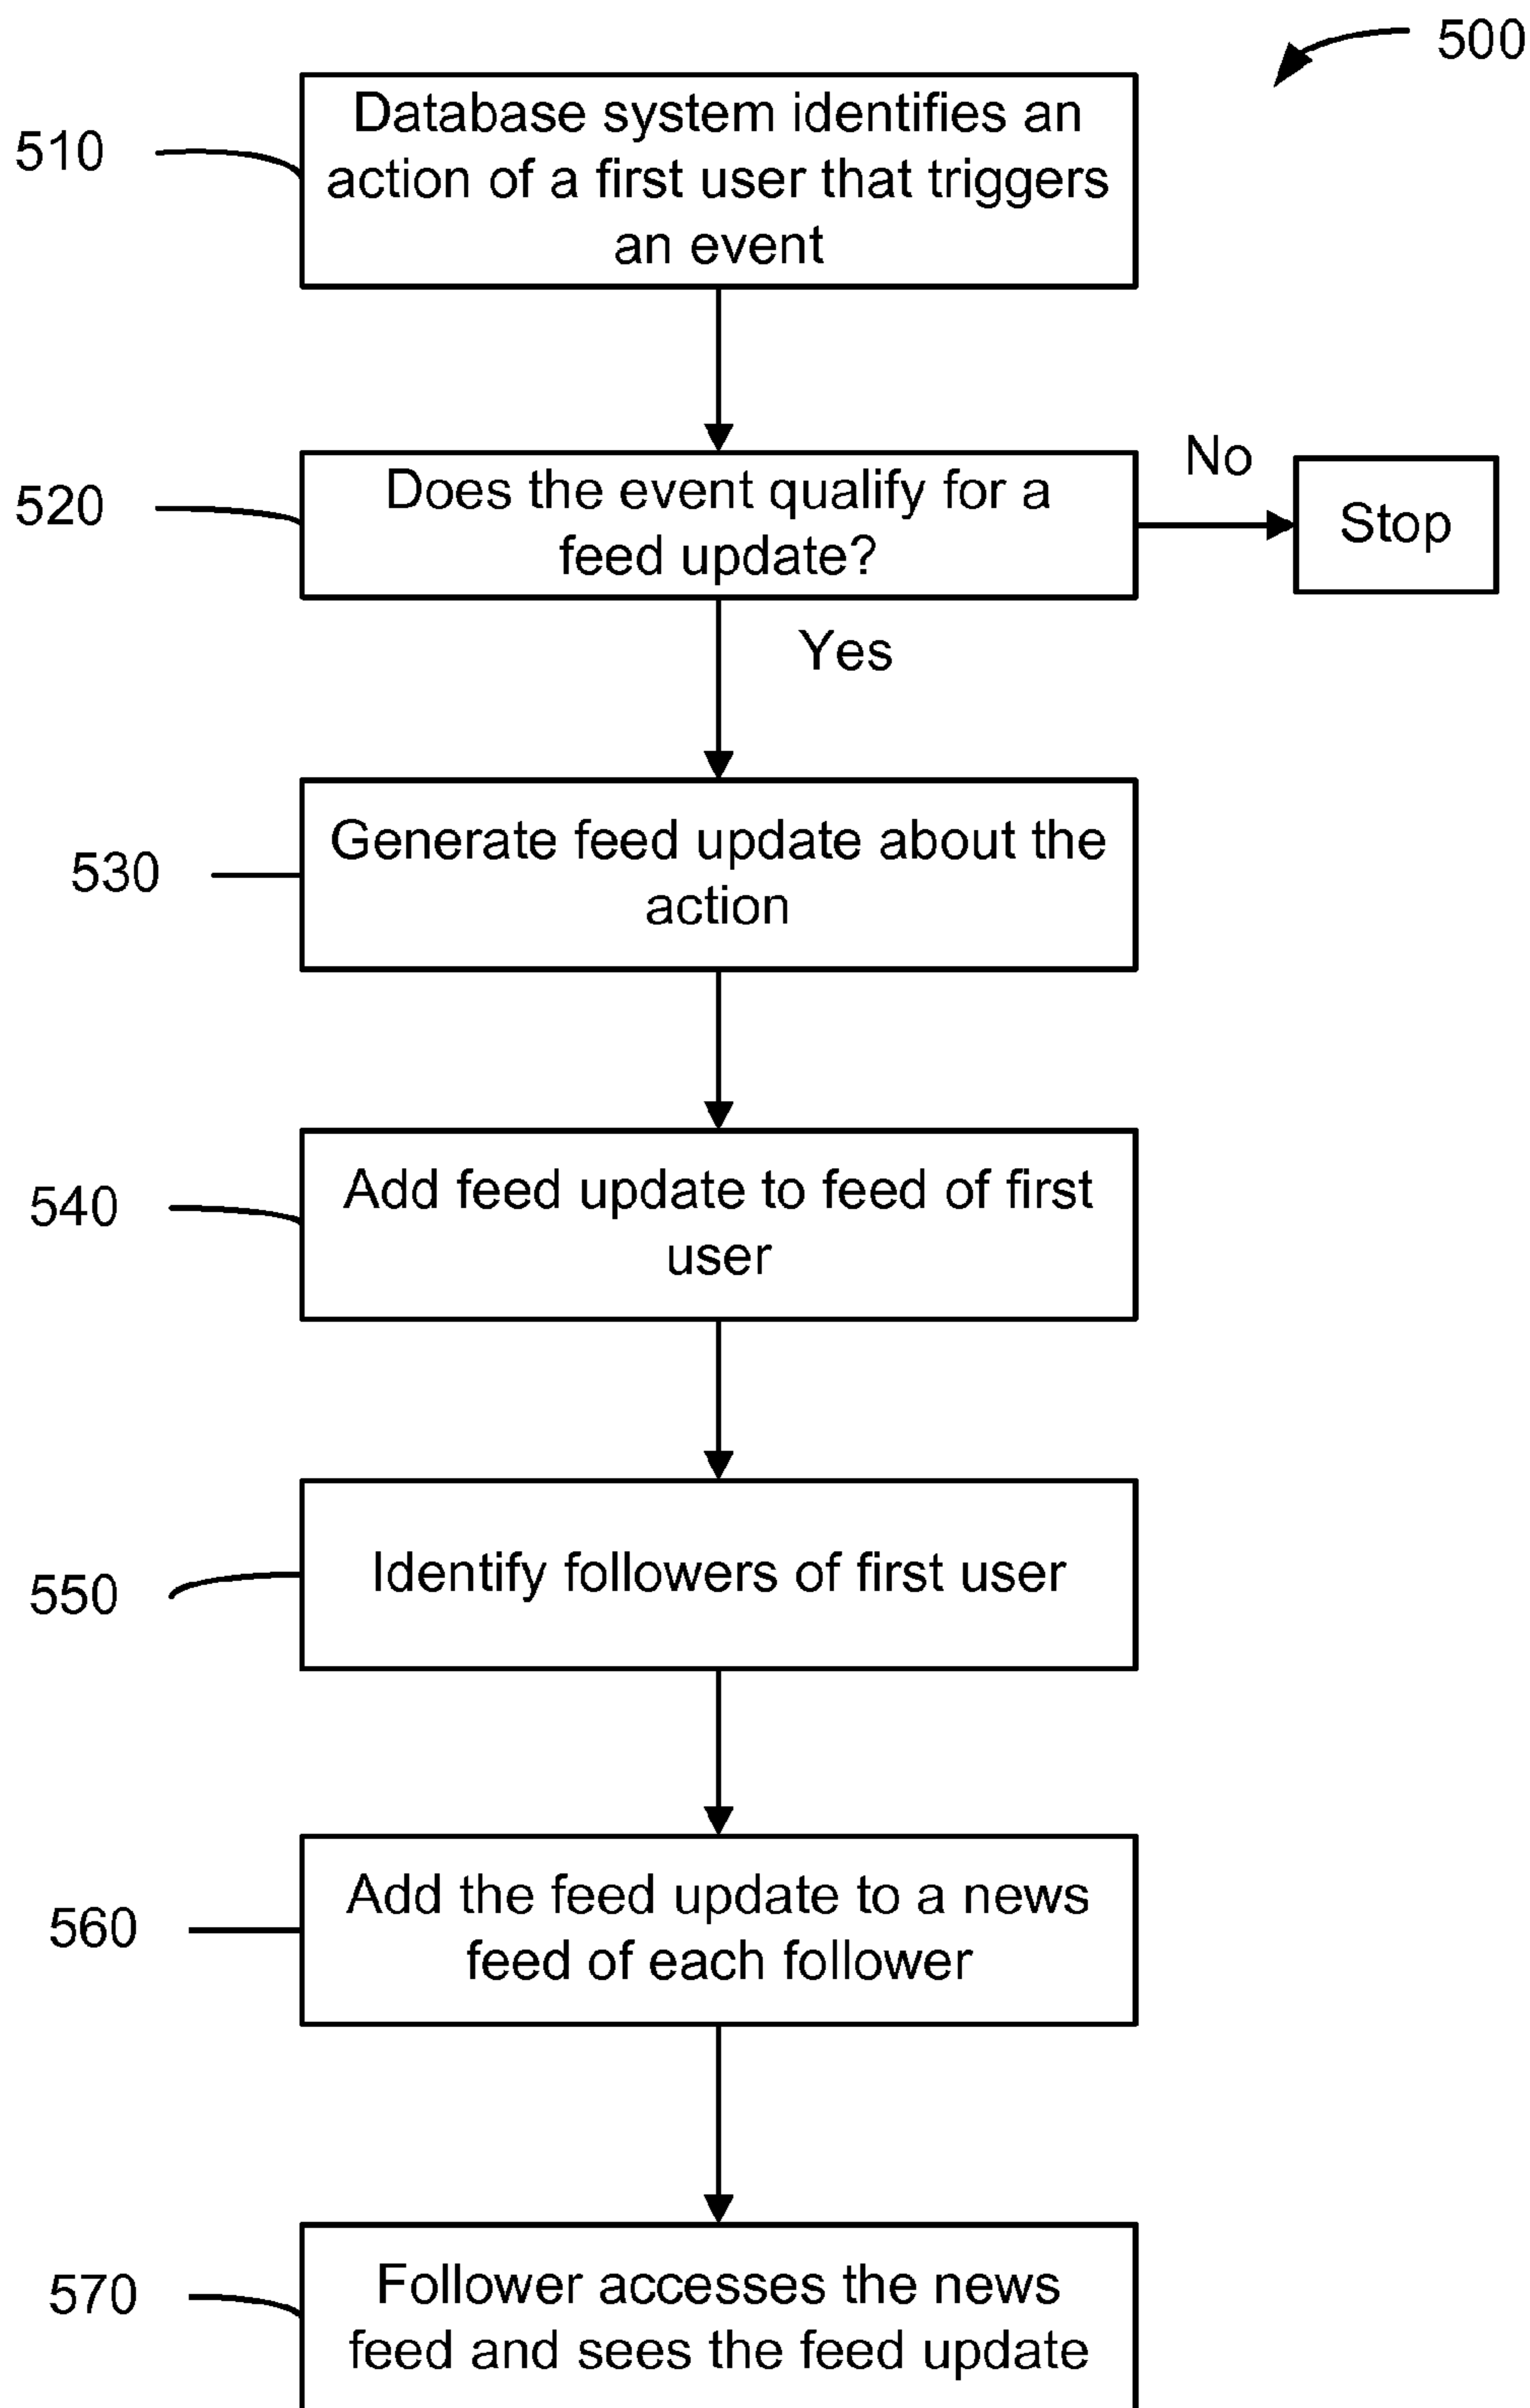 500
510
Database system identifies an
action of a first user that triggers
an event
520
Does the event qualify for a
feed update?
No
Stop
Yes
530
Generate feed update about the
action
540
Add feed update to feed of first
user
550
Identify followers of first user
560
Add the feed update to a news
feed of each follower
570
Follower accesses the news
feed and sees the feed update